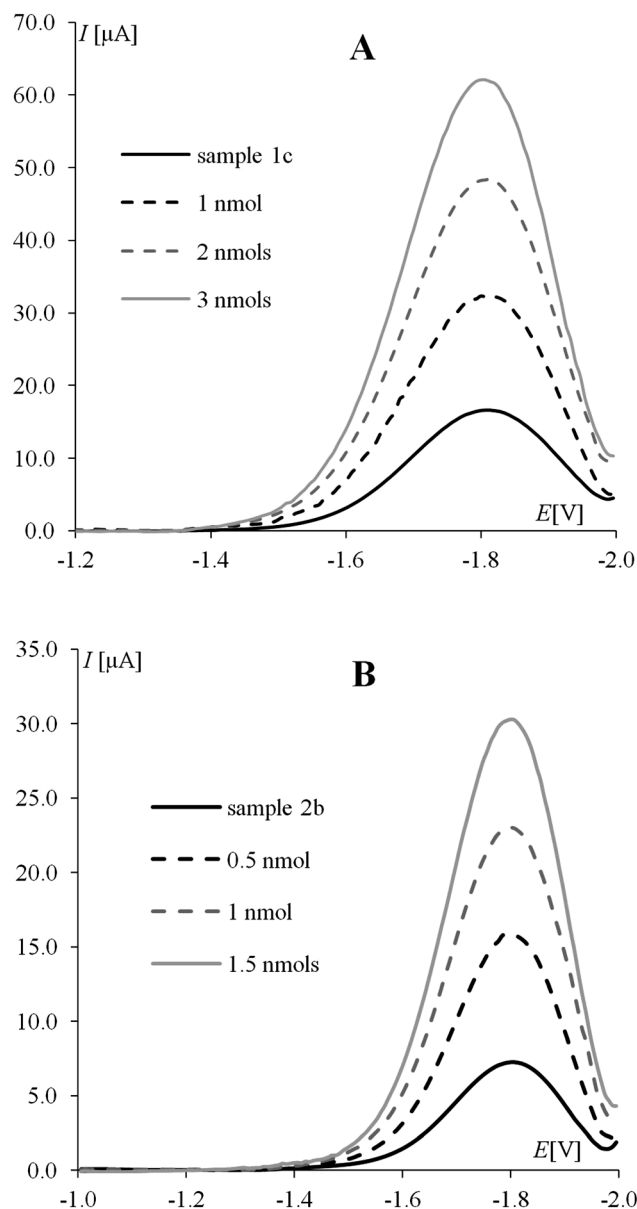 70.0
I [µA]
A
60.0
50.0
40.0
30.0
20.0
10.0
0.0
sample 1c
1 nmol
2 nmols
3 nmols
E[V]
-1.2 -1.4 -1.6 -1.8 -2.0
35.0
I [µA]
B
30.0
25.0
20.0
15.0
10.0
5.0
0.0
sample 2b
0.5 nmol
1 nmol
1.5 nmols
E[V]
-1.0 -1.2 -1.4 -1.6 -1.8 -2.0